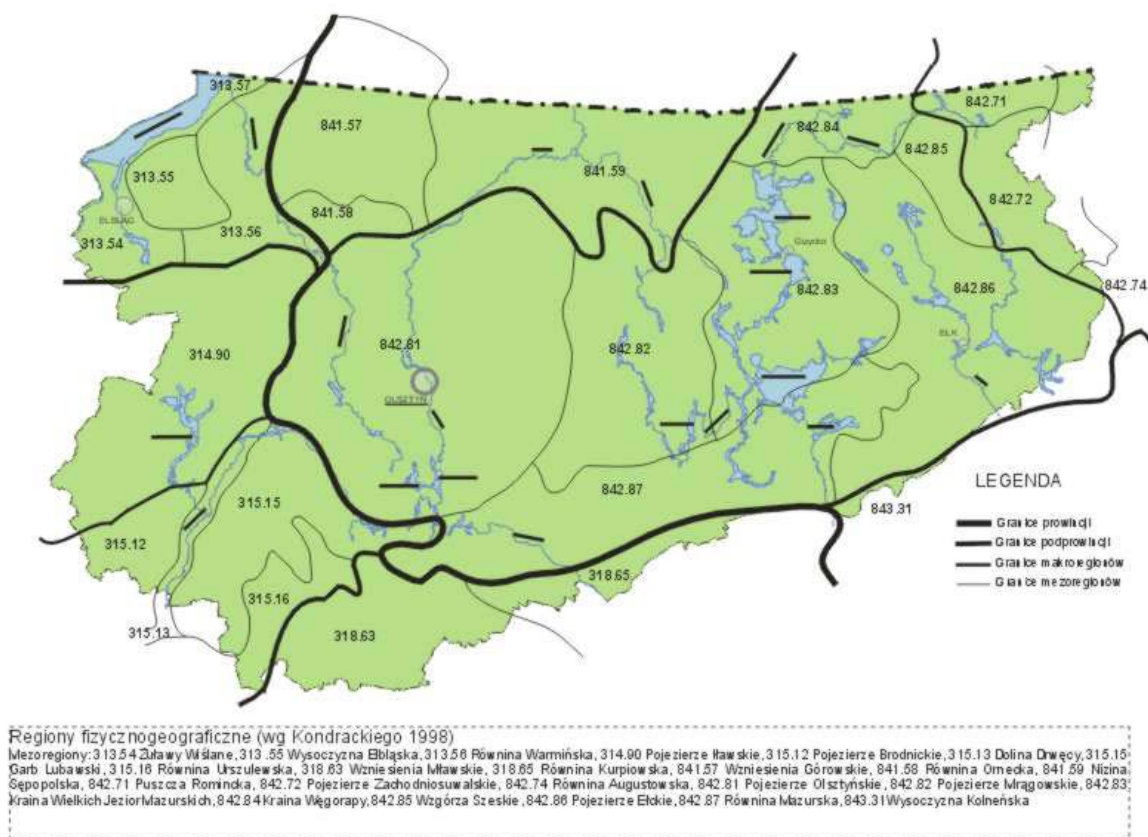 313.57
841.57
842.71
842.84
842.85
313.55
841.59
ELBLĄG
841.58
842.72
313.54
313.56
Giżycko
842.83
842.86
842.74
314.90
842.81
842.82
EŁK
OLSZTYN
LEGENDA
315.15
842.87
843.31
Granice prowincji
315.12
Granice podprowincji
Granice makroregionów
318.65
Granice mezoregionów
315.16
315.13
318.63
Regiony fizycznogeograficzne (wg Kondrackiego 1998)
Mezoregiony: 313.54 Żuławy Wiślane, 313 .55 Wysoczyzna Elbląska, 313.56 Równina Warmińska, 314.90 Pojezierze Iławskie, 315.12 Pojezierze Brodnickie, 315.13 Dolina Drwęcy, 315.15
Garb Lubawski, 315.16 Równina Urszulewska, 318.63 Wzniesienia Mławskie, 318.65 Równina Kurpiowska, 841.57 Wzniesienia Górowskie, 841.58 Równina Ornecka, 841.59 Nizina
Sępopolska, 842.71 Puszcza Romincka, 842.72 Pojezierze Zachodniosuwalskie, 842.74 Równina Augustowska, 842.81 Pojezierze Olsztyńskie, 842.82 Pojezierze Mrągowskie, 842.83
Kraina Wielkich Jezior Mazurskich, 842.84 Kraina Węgorapy, 842.85 Wzgórza Szeskie, 842.86 Pojezierze Ełckie, 842.87 Równina Mazurska, 843.31 Wysoczyzna Kolneńska